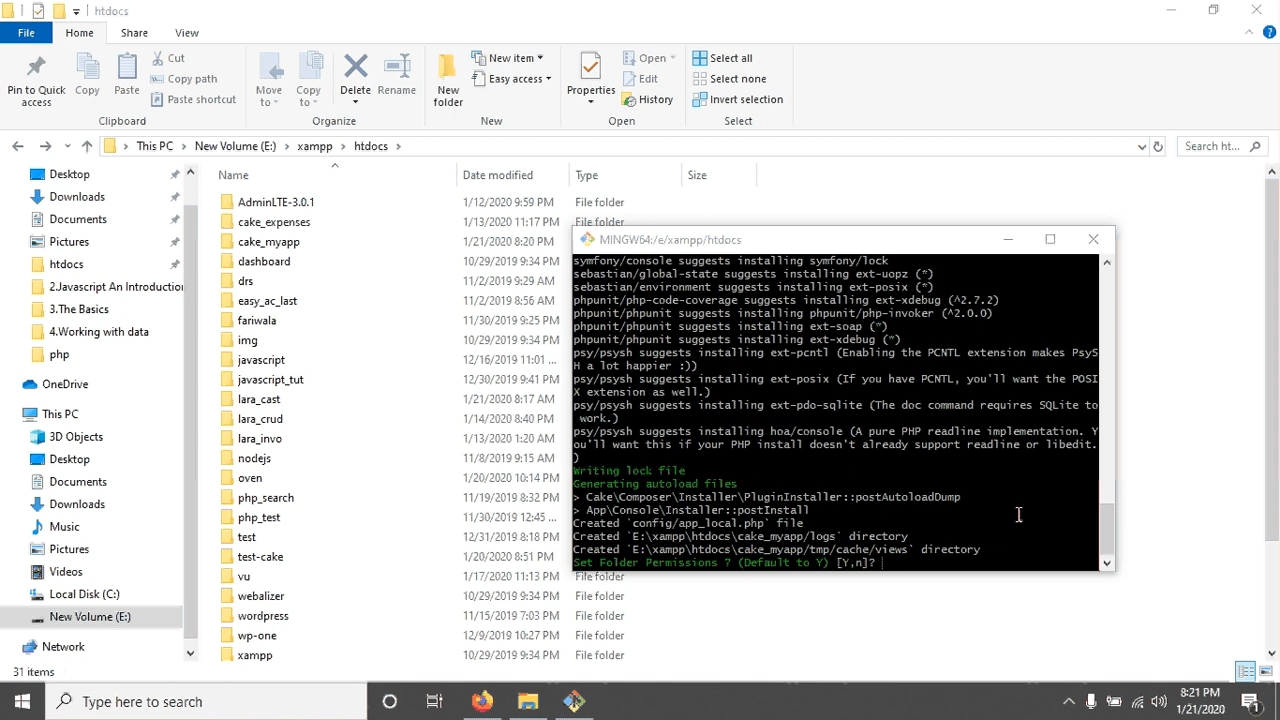 htdocs
File Home Share View
Pin to Quick access
Copy
Paste
Cut
Copy path
Paste shortcut
Clipboard
Move to
Copy to
Delete
Rename
Organize
New folder
New item
Easy access
New
Properties
Open
Edit
History
Open
Select all
Select none
Invert selection
Select
This PC New Volume (E:) xampp htdocs
Search ht...
Desktop
Downloads
Documents
Pictures
htdocs
2.Javascript An Introduction
3.The Basics
4.Working with data
php
OneDrive
This PC
3D Objects
Desktop
Documents
Downloads
Music
Pictures
Videos
Local Disk (C:)
New Volume (E:)
Network
Name Date modified Type Size
AdminLTE-3.0.1 1/12/2020 9:59 PM File folder
cake_expenses 1/13/2020 11:17 PM File folder
cake_myapp 1/21/2020 8:20 PM
dashboard 10/29/2019 9:34 PM
drs 11/2/2019 9:29 AM
easy_ac_last 11/2/2019 8:56 AM
fariwala 11/30/2019 9:25 PM
img 10/29/2019 9:34 PM
javascript 12/16/2019 11:01 ...
javascript_tut 12/30/2019 9:41 PM
lara_cast 1/21/2020 8:17 AM
lara_crud 1/14/2020 8:40 PM
lara_invo 1/13/2020 1:20 AM
nodejs 11/8/2019 9:15 AM
oven 1/20/2020 10:14 PM
php_search 11/19/2019 8:32 PM
php_test 11/13/2019 12:45 ...
test 12/31/2019 8:18 PM
test-cake 1/20/2020 8:51 PM
vu 1/17/2020 11:13 PM File folder
webalizer 10/29/2019 9:34 PM File folder
wordpress 11/15/2019 7:03 PM File folder
wp-one 12/9/2019 10:27 PM File folder
xampp 10/29/2019 9:34 PM File folder
31 items
MINGW64:/e/xampp/htdocs
symfony/console suggests installing symfony/lock
sebastian/global-state suggests installing ext-uopz (*)
sebastian/environment suggests installing ext-posix (*)
phpunit/php-code-coverage suggests installing ext-xdebug (^2.7.2)
phpunit/phpunit suggests installing phpunit/php-invoker (^2.0.0)
phpunit/phpunit suggests installing ext-soap (*)
phpunit/phpunit suggests installing ext-xdebug (*)
psy/psysh suggests installing ext-pcntl (Enabling the PCNTL extension makes PsyS
H a lot happier :))
psy/psysh suggests installing ext-posix (If you have PCNTL, you'll want the POSI
X extension as well.)
psy/psysh suggests installing ext-pdo-sqlite (The doc command requires SQLite to
work.)
psy/psysh suggests installing hoa/console (A pure PHP readline implementation. Y
ou'll want this if your PHP install doesn't already support readline or libedit.
)
Writing lock file
Generating autoload files
> Cake\Composer\Installer\PluginInstaller::postAutoloadDump
> App\Console\Installer::postInstall
Created `config/app_local.php` file
Created `E:\xampp\htdocs\cake_myapp/logs` directory
Created `E:\xampp\htdocs\cake_myapp/tmp/cache/views` directory
Set Folder Permissions ? (Default to Y) [Y,n]?
Type here to search
8:21 PM
1/21/2020
1